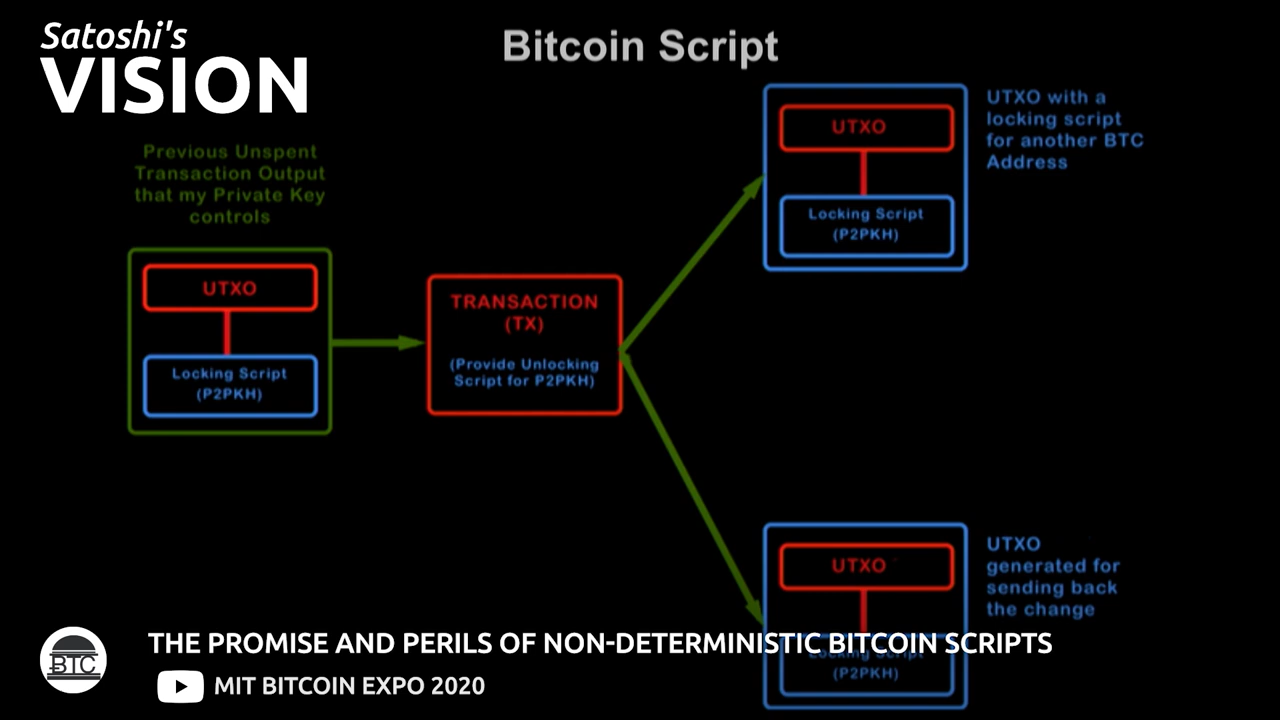 Satoshi's
VISION
Bitcoin Script
Previous Unspent
Transaction Output
that my Private Key
controls
UTXO
Locking Script
(P2PKH)
TRANSACTION
(TX)
(Provide Unlocking
Script for P2PKH)
UTXO
Locking Script
(P2PKH)
UTXO with a
locking script
for another BTC
Address
UTXO
Locking Script
(P2PKH)
UTXO
generated for
sending back
the change
BTC
THE PROMISE AND PERILS OF NON-DETERMINISTIC BITCOIN SCRIPTS
MIT BITCOIN EXPO 2020